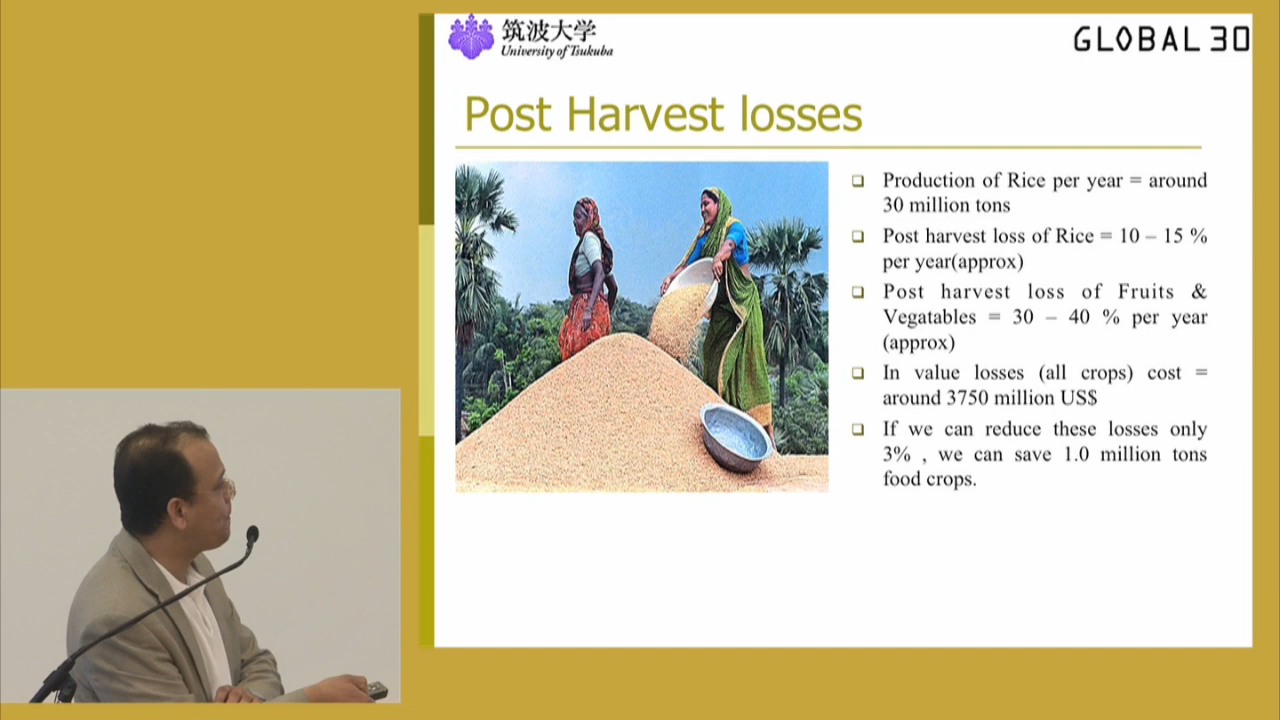 筑波大学
University of Tsukuba
GLOBAL 30
Post Harvest losses
Production of Rice per year = around
30 million tons
Post harvest loss of Rice = 10 – 15 %
per year(approx)
Post harvest loss of Fruits &
Vegatables = 30 – 40 % per year
(approx)
In value losses (all crops) cost =
around 3750 million US$
If we can reduce these losses only
3% , we can save 1.0 million tons
food crops.